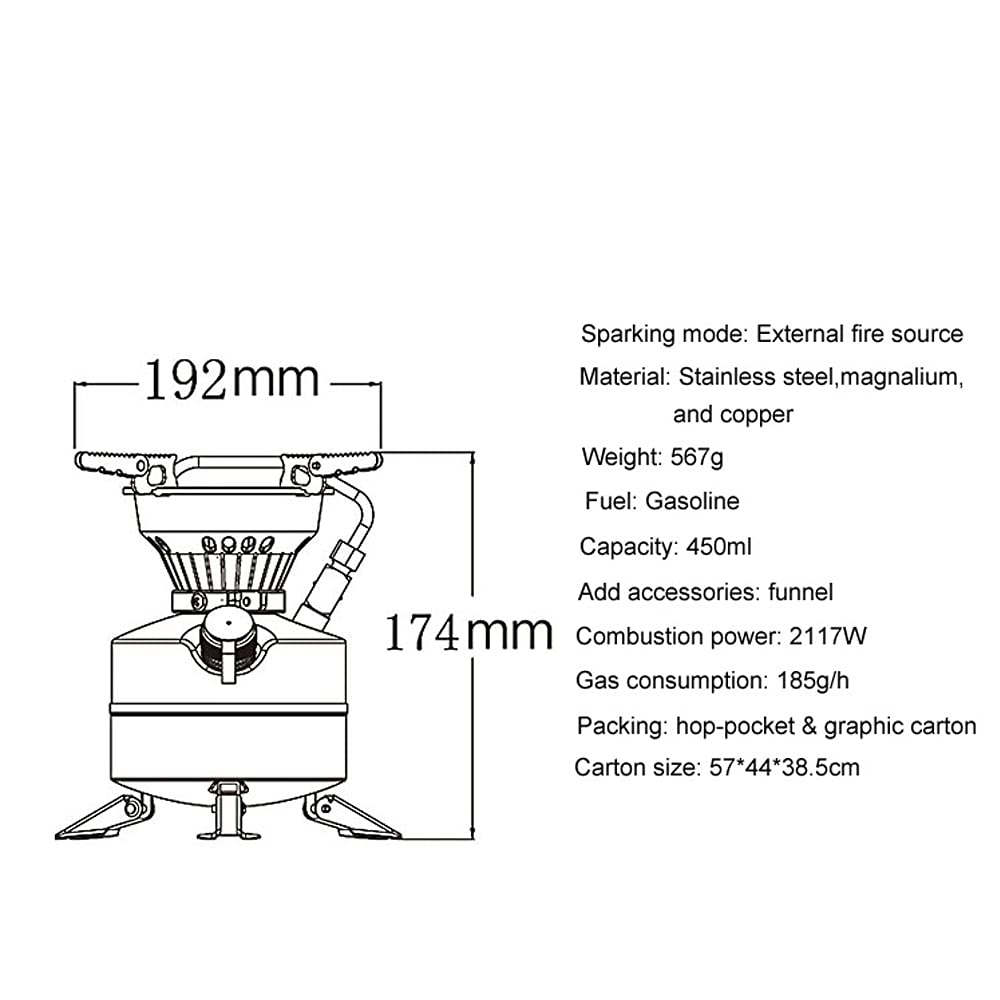 192mm
174mm
Sparking mode: External fire source
Material: Stainless steel,magnalium,
and copper
Weight: 567g
Fuel: Gasoline
Capacity: 450ml
Add accessories: funnel
Combustion power: 2117W
Gas consumption: 185g/h
Packing: hop-pocket & graphic carton
Carton size: 57*44*38.5cm